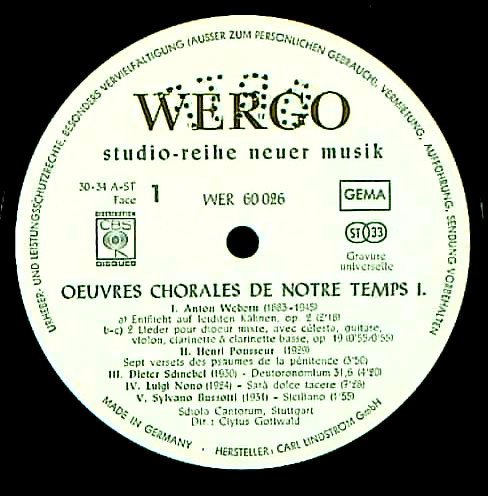 URHEBER- UND LEISTUNGSSCHUTZRECHTE, BESONDERS VERVIELFÄLTIGUNG (AUSSER ZUM PERSÖNLICHEN GEBRAUCH), VERMIETUNG, AUFFÜHRUNG, SENDUNG VORBEHALTEN
WERGO
studio-reihe neuer musik
30-34 A-ST
Face 1
WER 60026
GEMA
DISTRIBUTION
CBS
DISQUES
ST 33
Gravure
universelle
OEUVRES CHORALES DE NOTRE TEMPS I.
I. Anton Webern (1883-1945)
a) Entflieht auf leichten Kähnen, op. 2 (2'18)
b-c) 2 Lieder pour choeur mixte, avec célesta, guitare,
violon, clarinette & clarinette basse, op 19 (0'55/0'55)
II. Henri Pousseur (1929)
Sept versets des psaumes de la pénitence (3'50)
III. Dieter Schnebel (1930) - Deuteronomium 31,6 (4'20)
IV. Luigi Nono (1924) - Sarà dolce tacere (7'26)
V. Sylvano Bussotti (1931) - Siciliano (1'55)
Schola Cantorum, Stuttgart
Dir : Clytus Gottwald
MADE IN GERMANY · HERSTELLER: CARL LINDSTRÖM GmbH